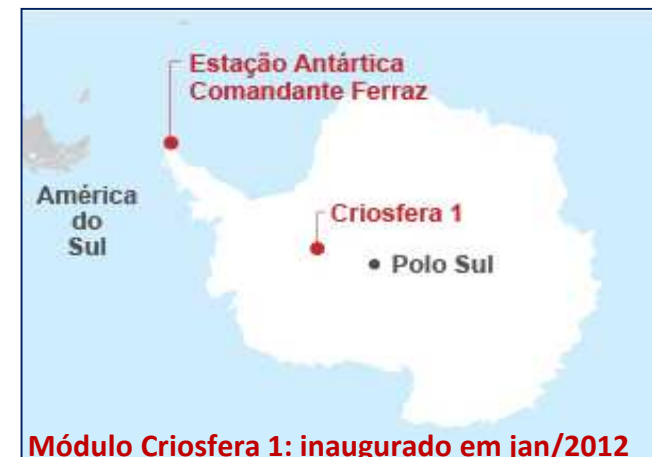 Estação Antártica
Comandante Ferraz
América
do
Sul
Criosfera 1
Polo Sul
Módulo Criosfera 1: inaugurado em jan/2012